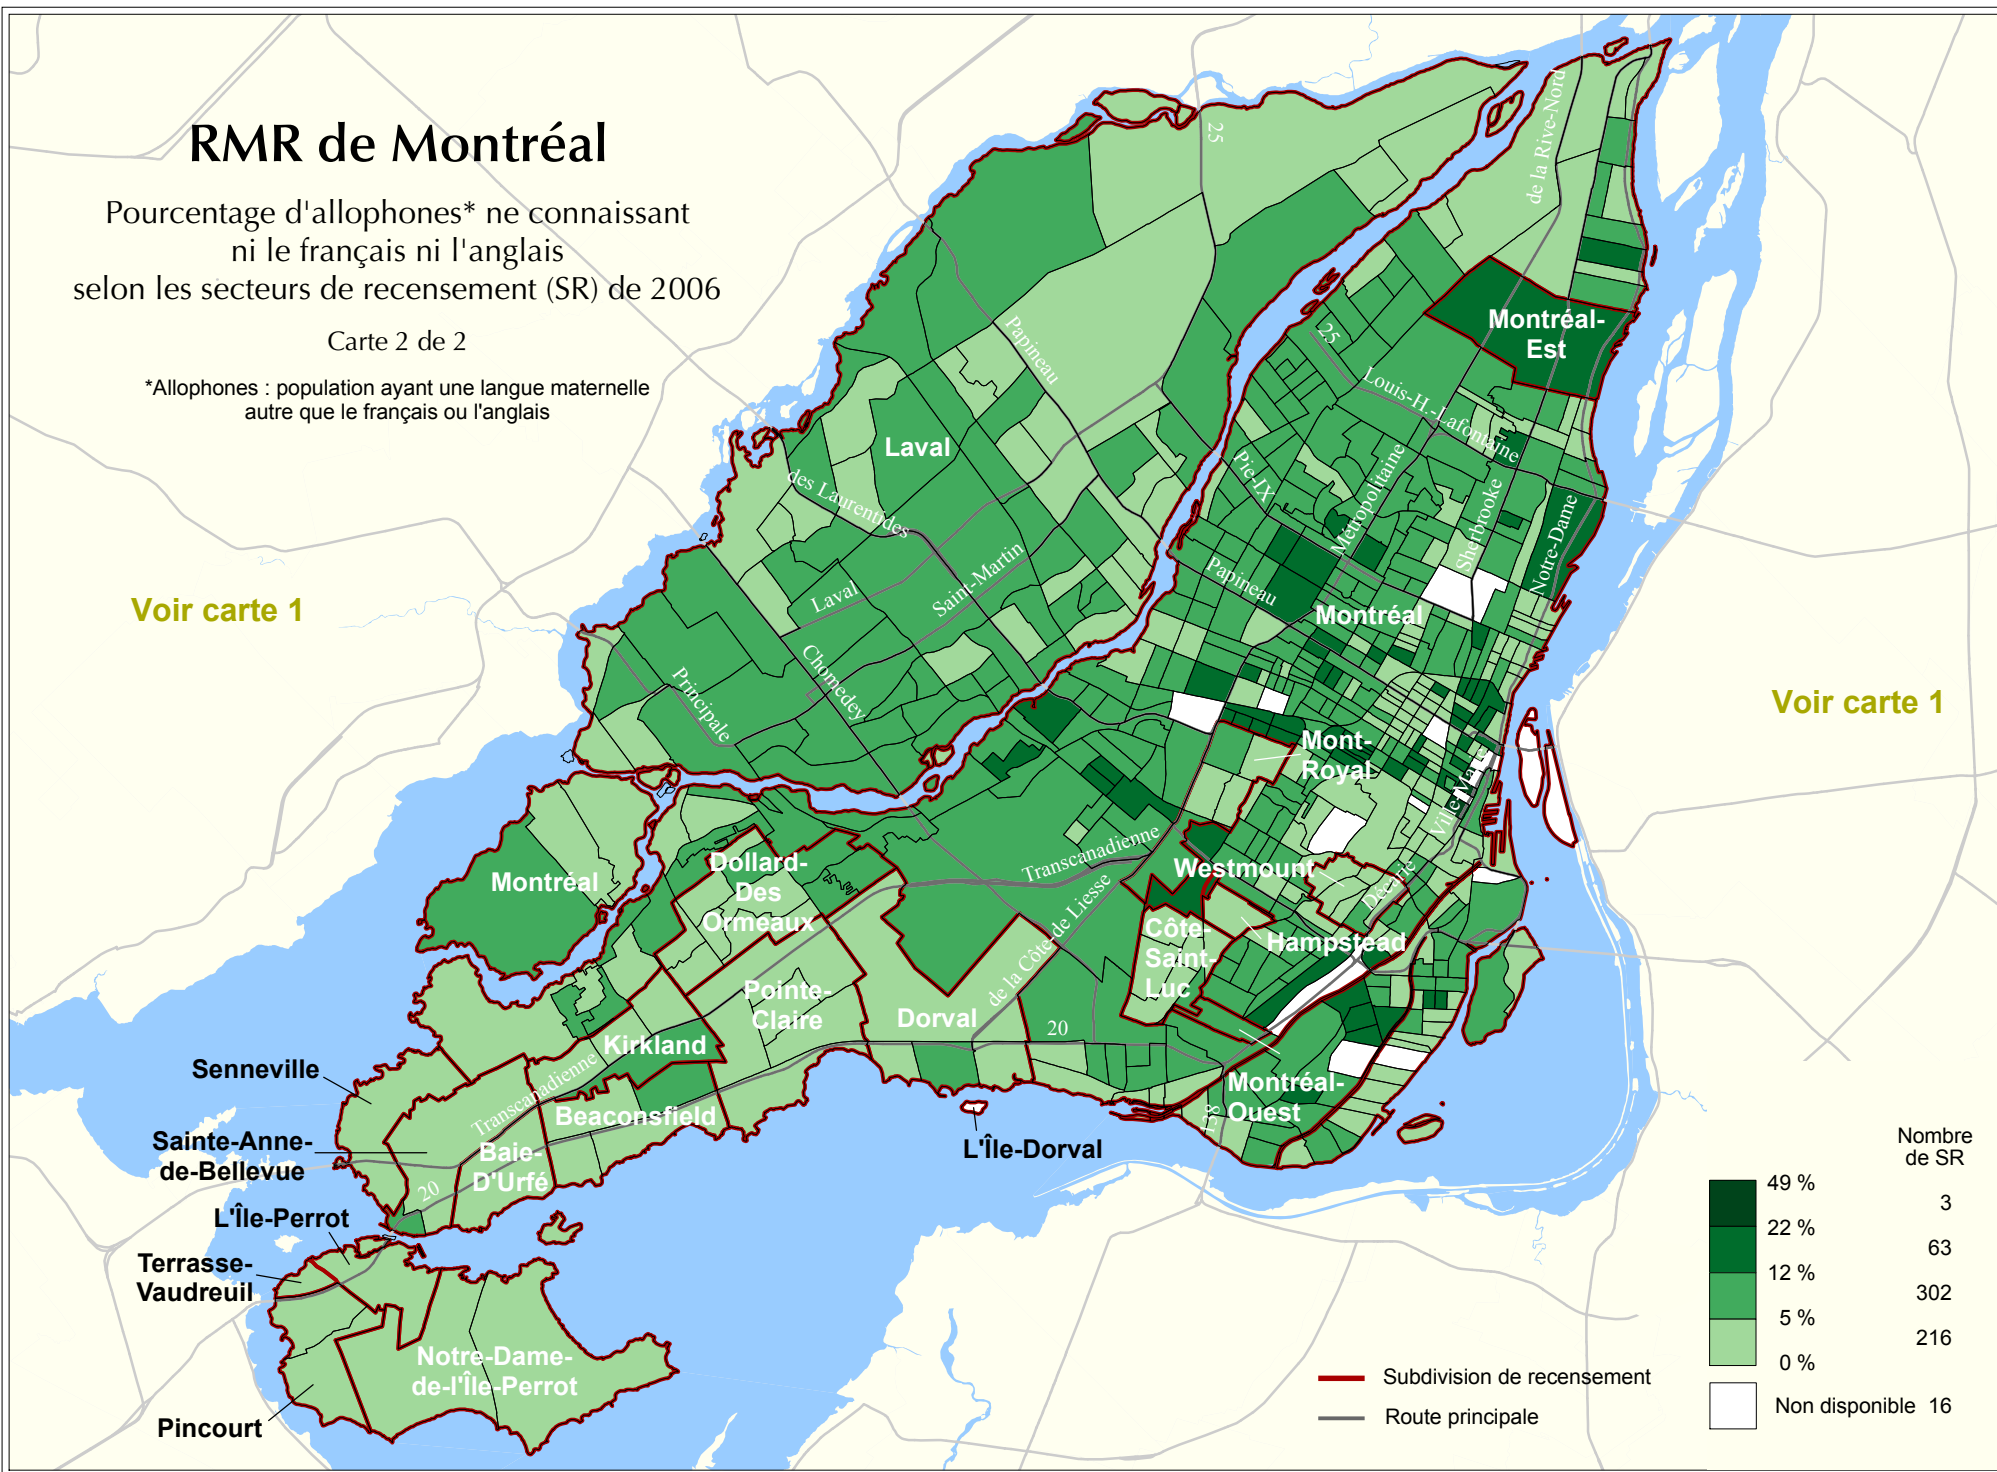 RMR de Montréal
Pourcentage d'allophones* ne connaissant
ni le français ni l'anglais
selon les secteurs de recensement (SR) de 2006
Carte 2 de 2
*Allophones : population ayant une langue maternelle
autre que le français ou l'anglais
Voir carte 1
Voir carte 1
25
de la Rive-Nord
Montréal-
Est
25
Louis-H.-Lafontaine
Papineau
Laval
des Laurentides
Laval
Saint-Martin
Pie-IX
Métropolitaine
Sherbrooke
Notre-Dame
Papineau
Montréal
Chomedey
Principale
Mont-
Royal
Ville-Marie
Transcanadienne
Westmount
Décarie
de la Côte-de Liesse
Côte-
Saint-
Luc
Hampstead
Montréal
Dollard-
Des
Ormeaux
Pointe-
Claire
Dorval
20
Kirkland
Transcanadienne
Beaconsfield
Baie-
D'Urfé
20
Montréal-
Ouest
138
L'Île-Dorval
Senneville
Sainte-Anne-
de-Bellevue
L'Île-Perrot
Terrasse-
Vaudreuil
Notre-Dame-
de-l'Île-Perrot
Pincourt
Nombre
de SR
49 %
3
22 %
63
12 %
302
5 %
216
0 %
Non disponible 16
Subdivision de recensement
Route principale